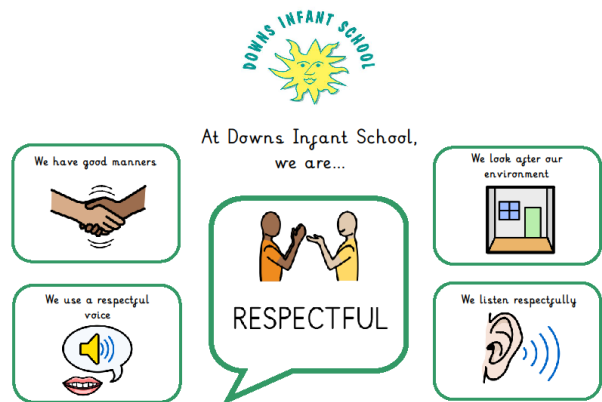 DOWNS INFANT SCHOOL
At Downs Infant School,
we are...
We have good manners
We look after our
environment
RESPECTFUL
We use a respectful
voice
We listen respectfully